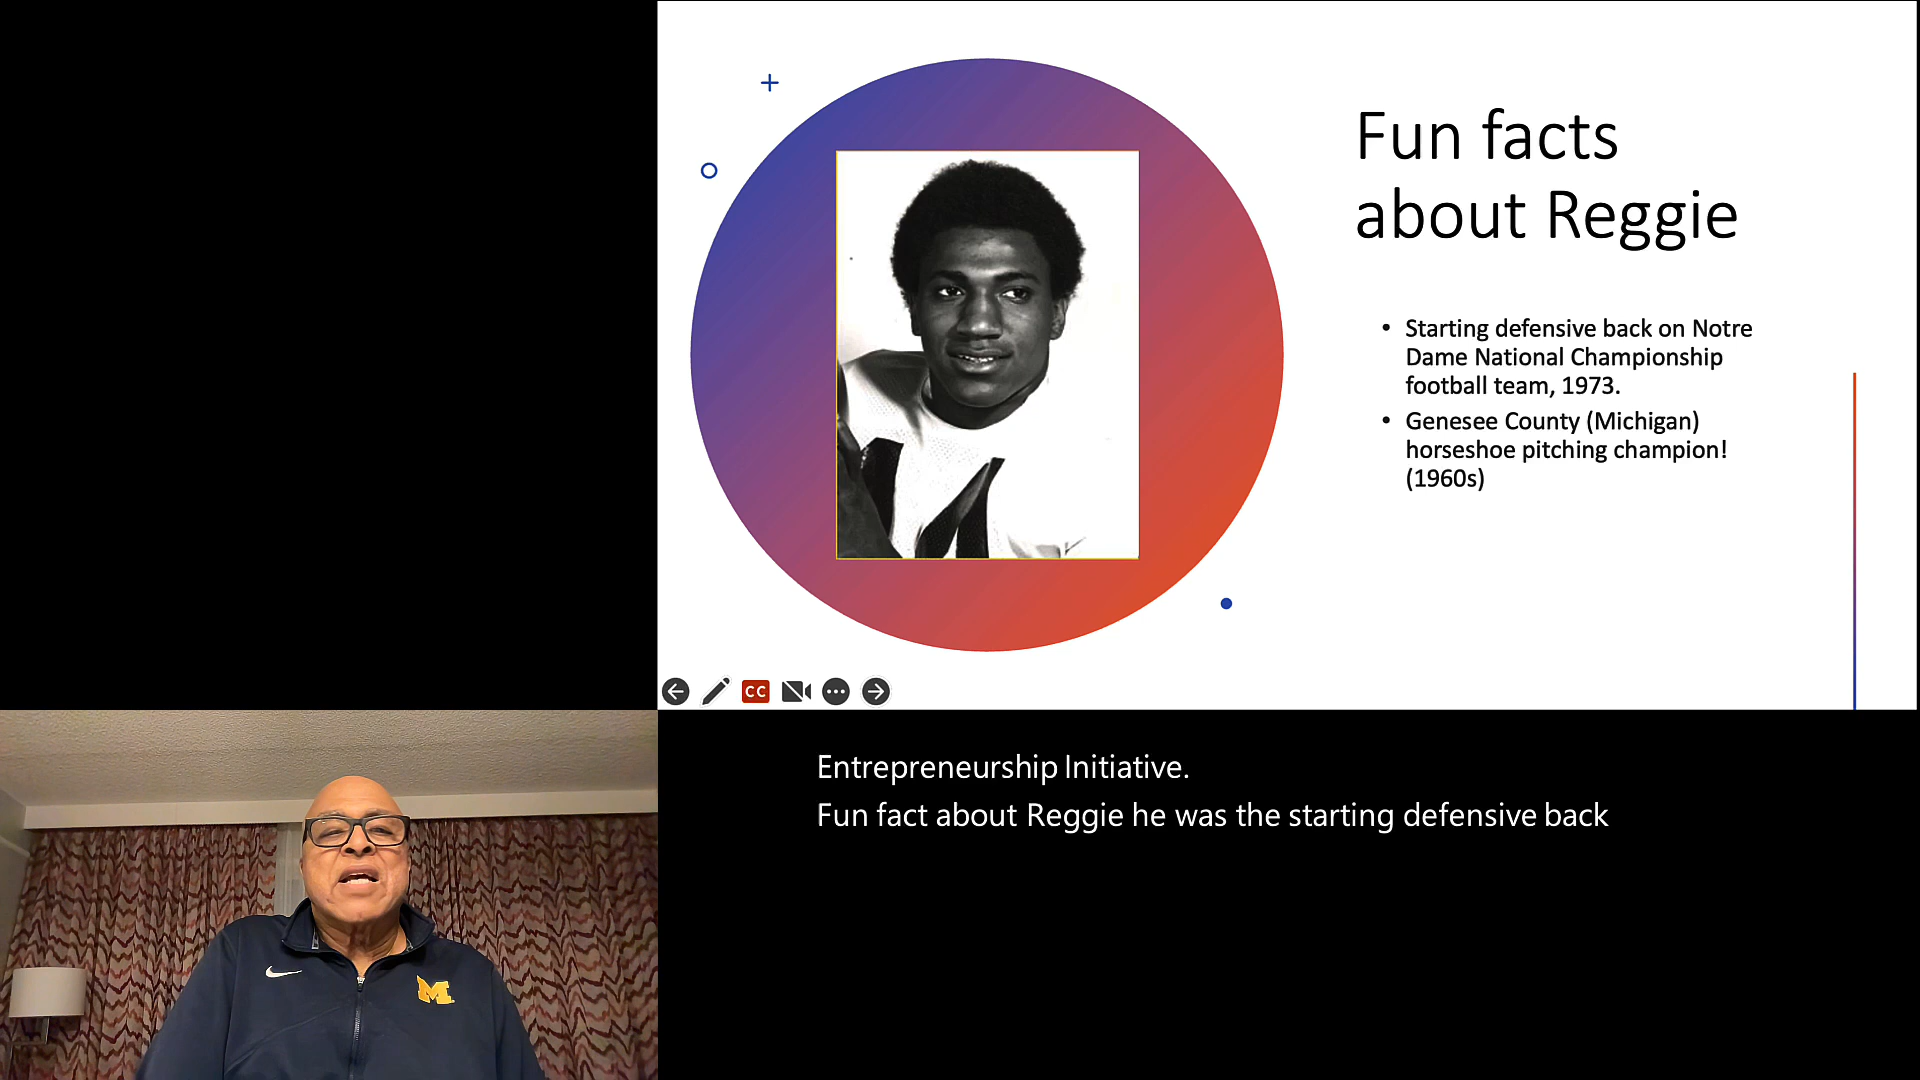 Fun facts
about Reggie
• Starting defensive back on Notre
Dame National Championship
football team, 1973.
• Genesee County (Michigan)
horseshoe pitching champion!
(1960s)
CC
Entrepreneurship Initiative.
Fun fact about Reggie he was the starting defensive back
M